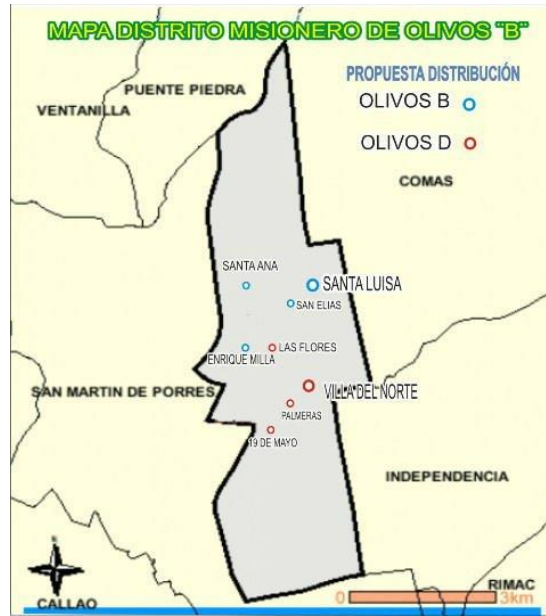 MAPA DISTRITO MISIONERO DE OLIVOS "B"
PROPUESTA DISTRIBUCIÓN
OLIVOS B
OLIVOS D
PUENTE PIEDRA
VENTANILLA
COMAS
SANTA ANA
SANTA LUISA
SAN ELIAS
ENRIQUE MILLA
LAS FLORES
SAN MARTIN DE PORRES
VILLA DEL NORTE
PALMERAS
19 DE MAYO
INDEPENDENCIA
CALLAO
RIMAC
0 3km